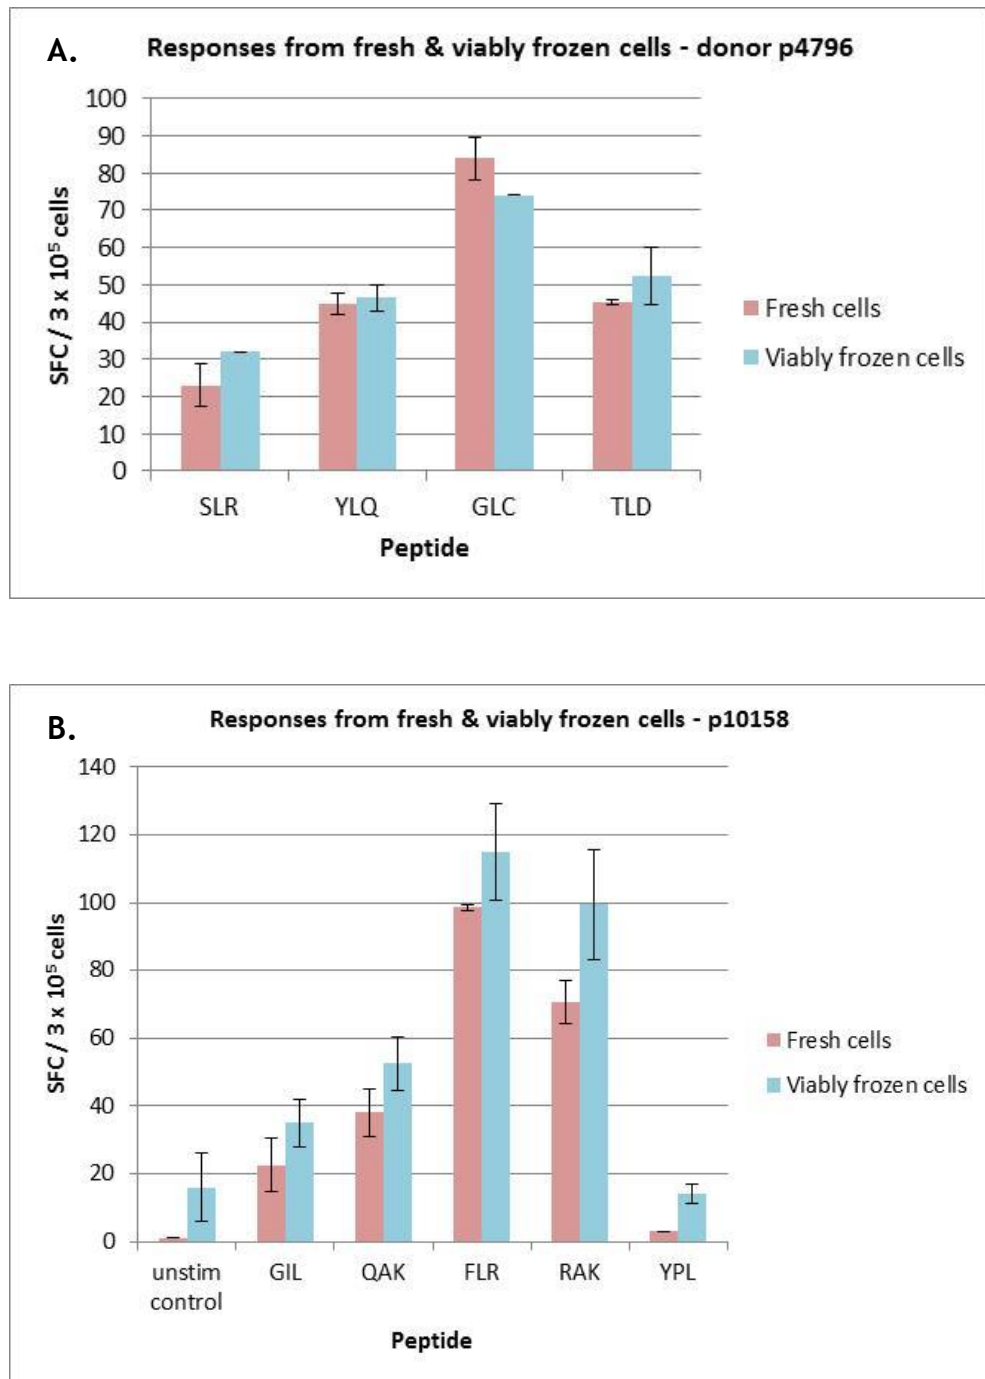 A. Responses from fresh & viably frozen cells - donor p4796
100
90
80
70
60
50
40
30
20
10
0
SFC / 3 x 10⁵ cells
SLR YLQ GLC TLD
Peptide
Fresh cells
Viably frozen cells
B. Responses from fresh & viably frozen cells - p10158
140
120
100
80
60
40
20
0
SFC / 3 x 10⁵ cells
unstim control GIL QAK FLR RAK YPL
Peptide
Fresh cells
Viably frozen cells